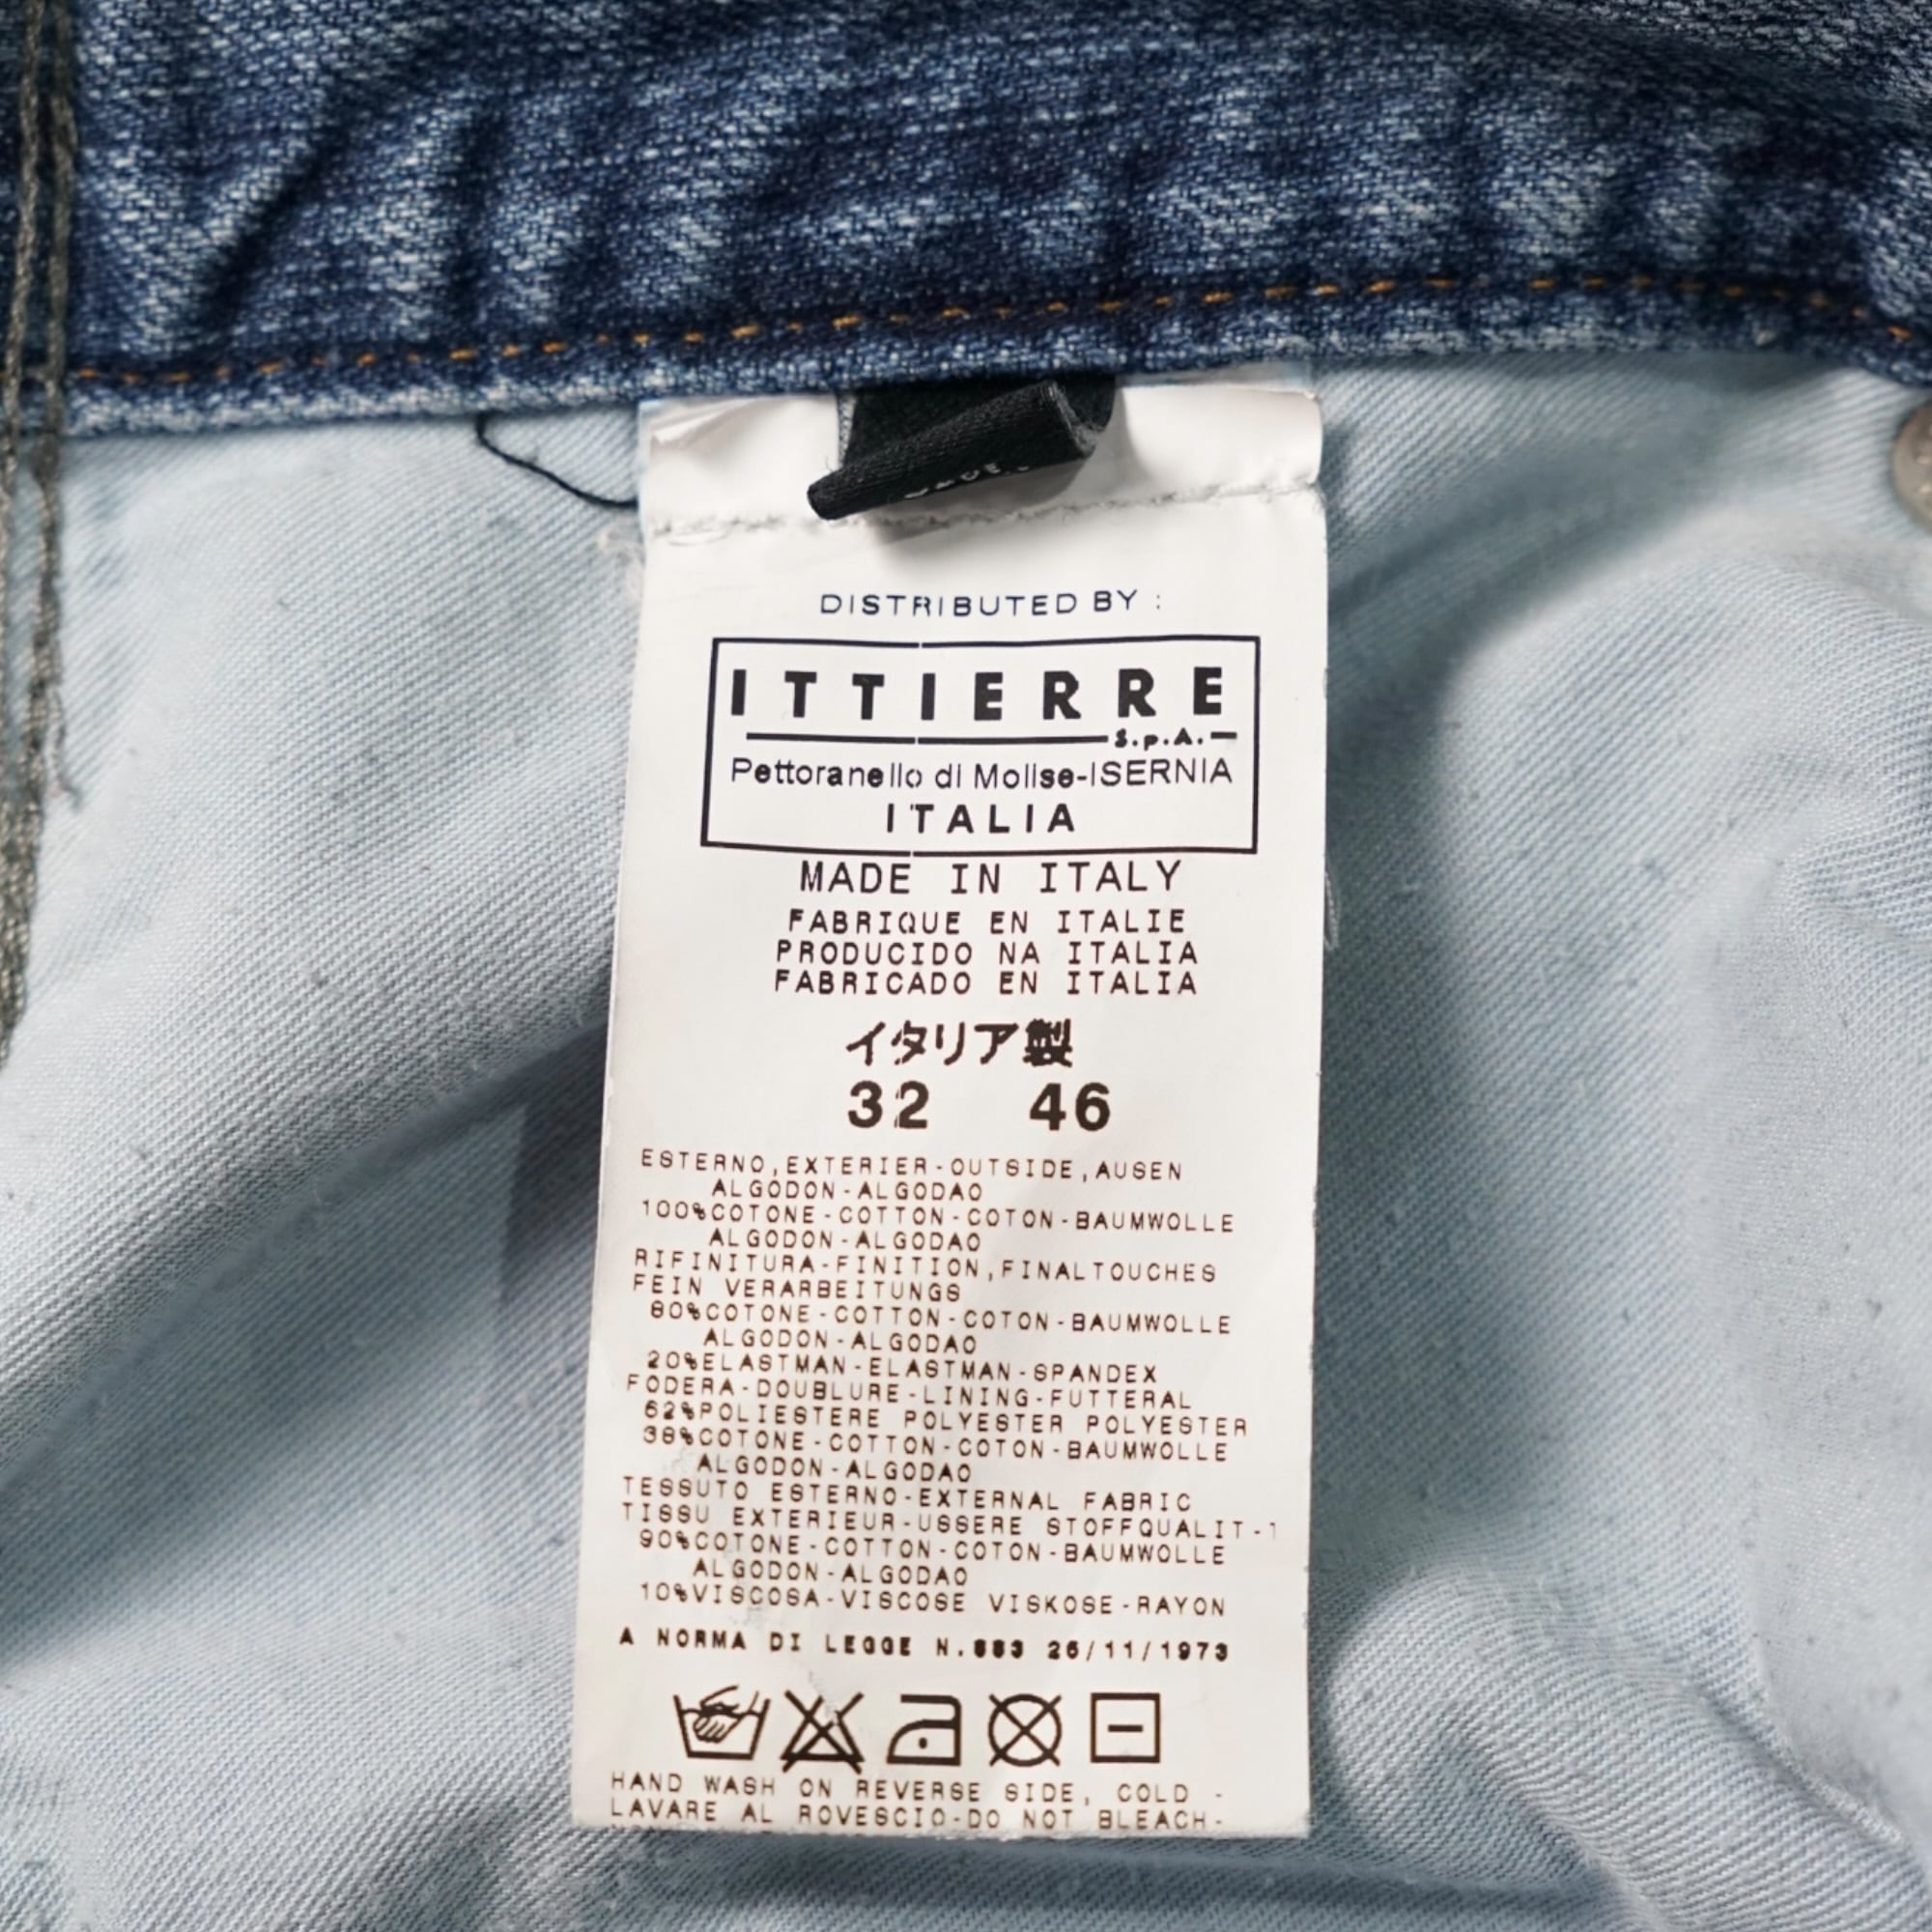 DISTRIBUTED BY :
ITTIERRE
S.p.A.
Pettoranello di Molise-ISERNIA
ITALIA
MADE IN ITALY
FABRIQUE EN ITALIE
PRODUCIDO NA ITALIA
FABRICADO EN ITALIA
イタリア製
32 46
ESTERNO,EXTERIER-OUTSIDE,AUSEN
ALGODON-ALGODAO
100%COTONE-COTTON-COTON-BAUMWOLLE
ALGODON-ALGODAO
RIFINITURA-FINITION,FINALTOUCHES
FEIN VERARBEITUNGS
80%COTONE-COTTON-COTON-BAUMWOLLE
ALGODON-ALGODAO
20%ELASTMAN-ELASTMAN-SPANDEX
FODERA-DOUBLURE-LINING-FUTTERAL
62%POLIESTERE POLYESTER POLYESTER
38%COTONE-COTTON-COTON-BAUMWOLLE
ALGODON-ALGODAO
TESSUTO ESTERNO-EXTERNAL FABRIC
TISSU EXTERIEUR-USSERE STOFFQUALIT-1
90%COTONE-COTTON-COTON-BAUMWOLLE
ALGODON-ALGODAO
10%VISCOSA-VISCOSE VISKOSE-RAYON
A NORMA DI LEGGE N.883 26/11/1973
HAND WASH ON REVERSE SIDE, COLD -
LAVARE AL ROVESCIO-DO NOT BLEACH-